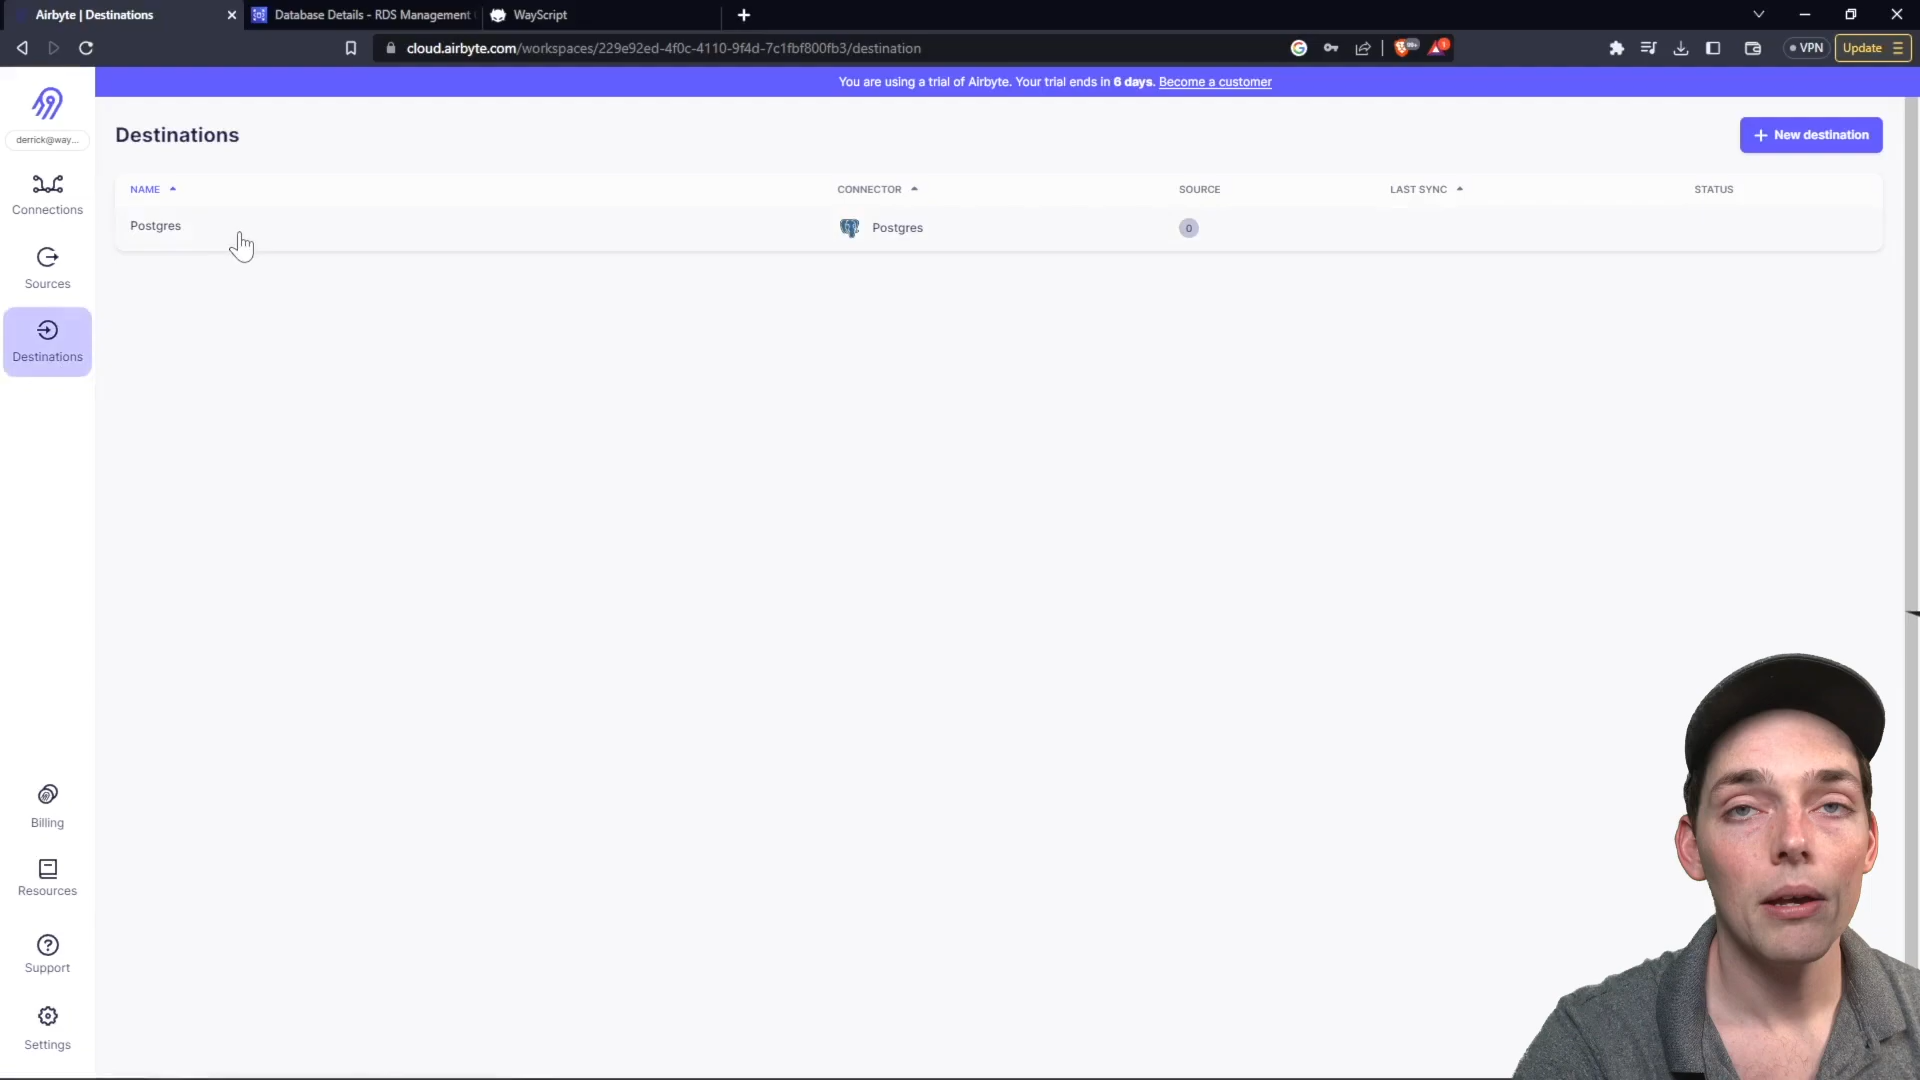 Airbyte | Destinations
Database Details - RDS Management
WayScript
cloud.airbyte.com/workspaces/229e92ed-4f0c-4110-9f4d-7c1fbf800fb3/destination
99+
1
VPN
Update
You are using a trial of Airbyte. Your trial ends in 6 days. Become a customer
derrick@way...
Destinations
New destination
NAME
CONNECTOR
SOURCE
LAST SYNC
STATUS
Postgres
Postgres
0
Connections
Sources
Destinations
Billing
Resources
Support
Settings